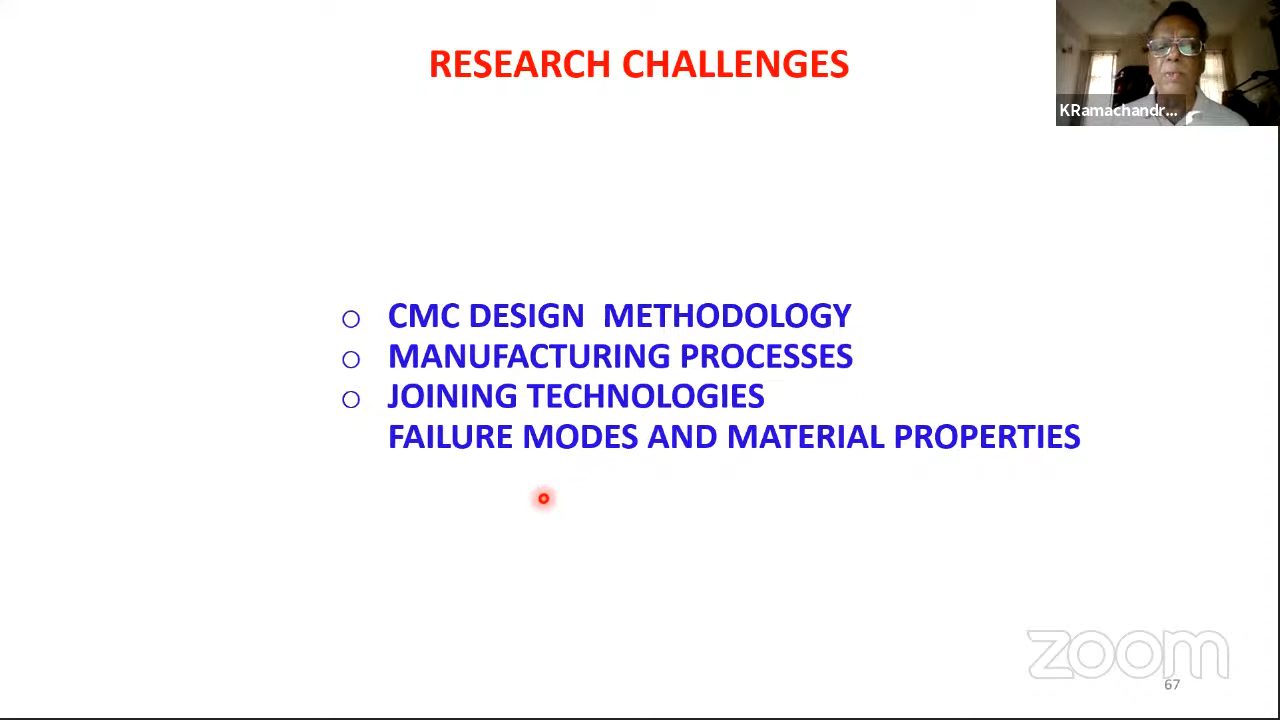 RESEARCH CHALLENGES
KRamachandr...
o CMC DESIGN METHODOLOGY
o MANUFACTURING PROCESSES
o JOINING TECHNOLOGIES
FAILURE MODES AND MATERIAL PROPERTIES
zoom
67